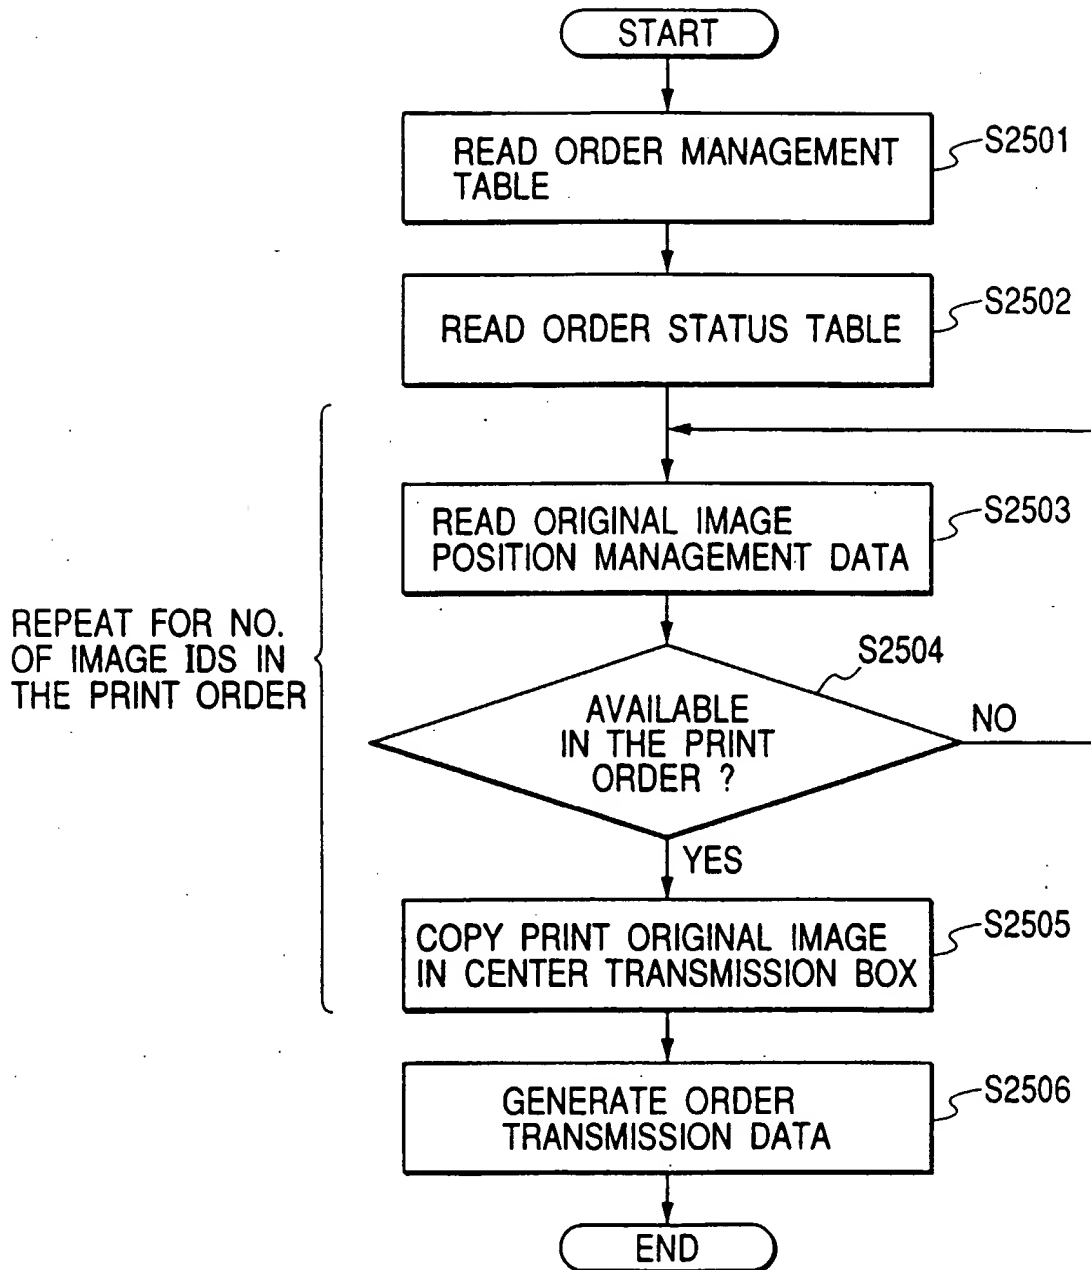 START
READ ORDER MANAGEMENT
TABLE
S2501
READ ORDER STATUS TABLE
S2502
READ ORIGINAL IMAGE
POSITION MANAGEMENT DATA
S2503
REPEAT FOR NO.
OF IMAGE IDS IN
THE PRINT ORDER
S2504
AVAILABLE
IN THE PRINT
ORDER ?
NO
YES
COPY PRINT ORIGINAL IMAGE
IN CENTER TRANSMISSION BOX
S2505
GENERATE ORDER
TRANSMISSION DATA
S2506
END